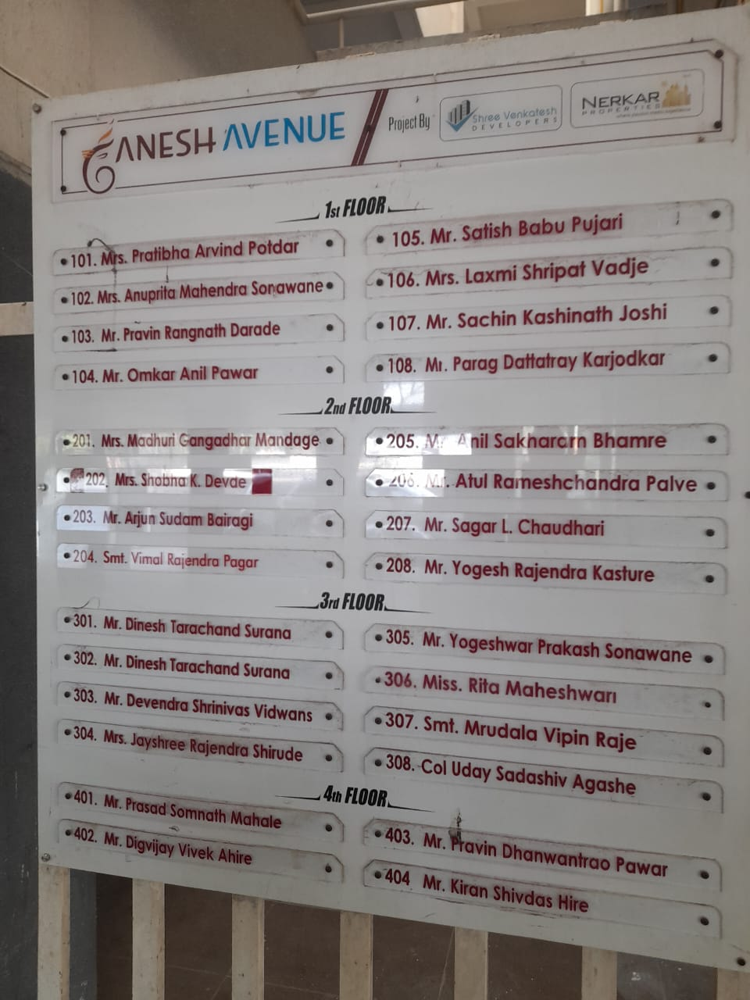 GANESH AVENUE
Project By
Shree Venkatesh
DEVELOPERS
NERKAR
PROPERTIES
1st FLOOR
101. Mrs. Pratibha Arvind Potdar
102. Mrs. Anuprita Mahendra Sonawane
103. Mr. Pravin Rangnath Darade
104. Mr. Omkar Anil Pawar
105. Mr. Satish Babu Pujari
106. Mrs. Laxmi Shripat Vadje
107. Mr. Sachin Kashinath Joshi
108. Mr. Parag Dattatray Karjodkar
2nd FLOOR
201. Mrs. Madhuri Gangadhar Mandage
202. Mrs. Shobha K. Devde
203. Mr. Arjun Sudam Bairagi
204. Smt. Vimal Rajendra Pagar
205. Mr. Anil Sakharam Bhamre
206. Mr. Atul Rameshchandra Palve
207. Mr. Sagar L. Chaudhari
208. Mr. Yogesh Rajendra Kasture
3rd FLOOR
301. Mr. Dinesh Tarachand Surana
302. Mr. Dinesh Tarachand Surana
303. Mr. Devendra Shrinivas Vidwans
304. Mrs. Jayshree Rajendra Shirude
305. Mr. Yogeshwar Prakash Sonawane
306. Miss. Rita Maheshwari
307. Smt. Mrudala Vipin Raje
308. Col Uday Sadashiv Agashe
4th FLOOR
401. Mr. Prasad Somnath Mahale
402. Mr. Digvijay Vivek Ahire
403. Mr. Pravin Dhanwantrao Pawar
404 Mr. Kiran Shivdas Hire